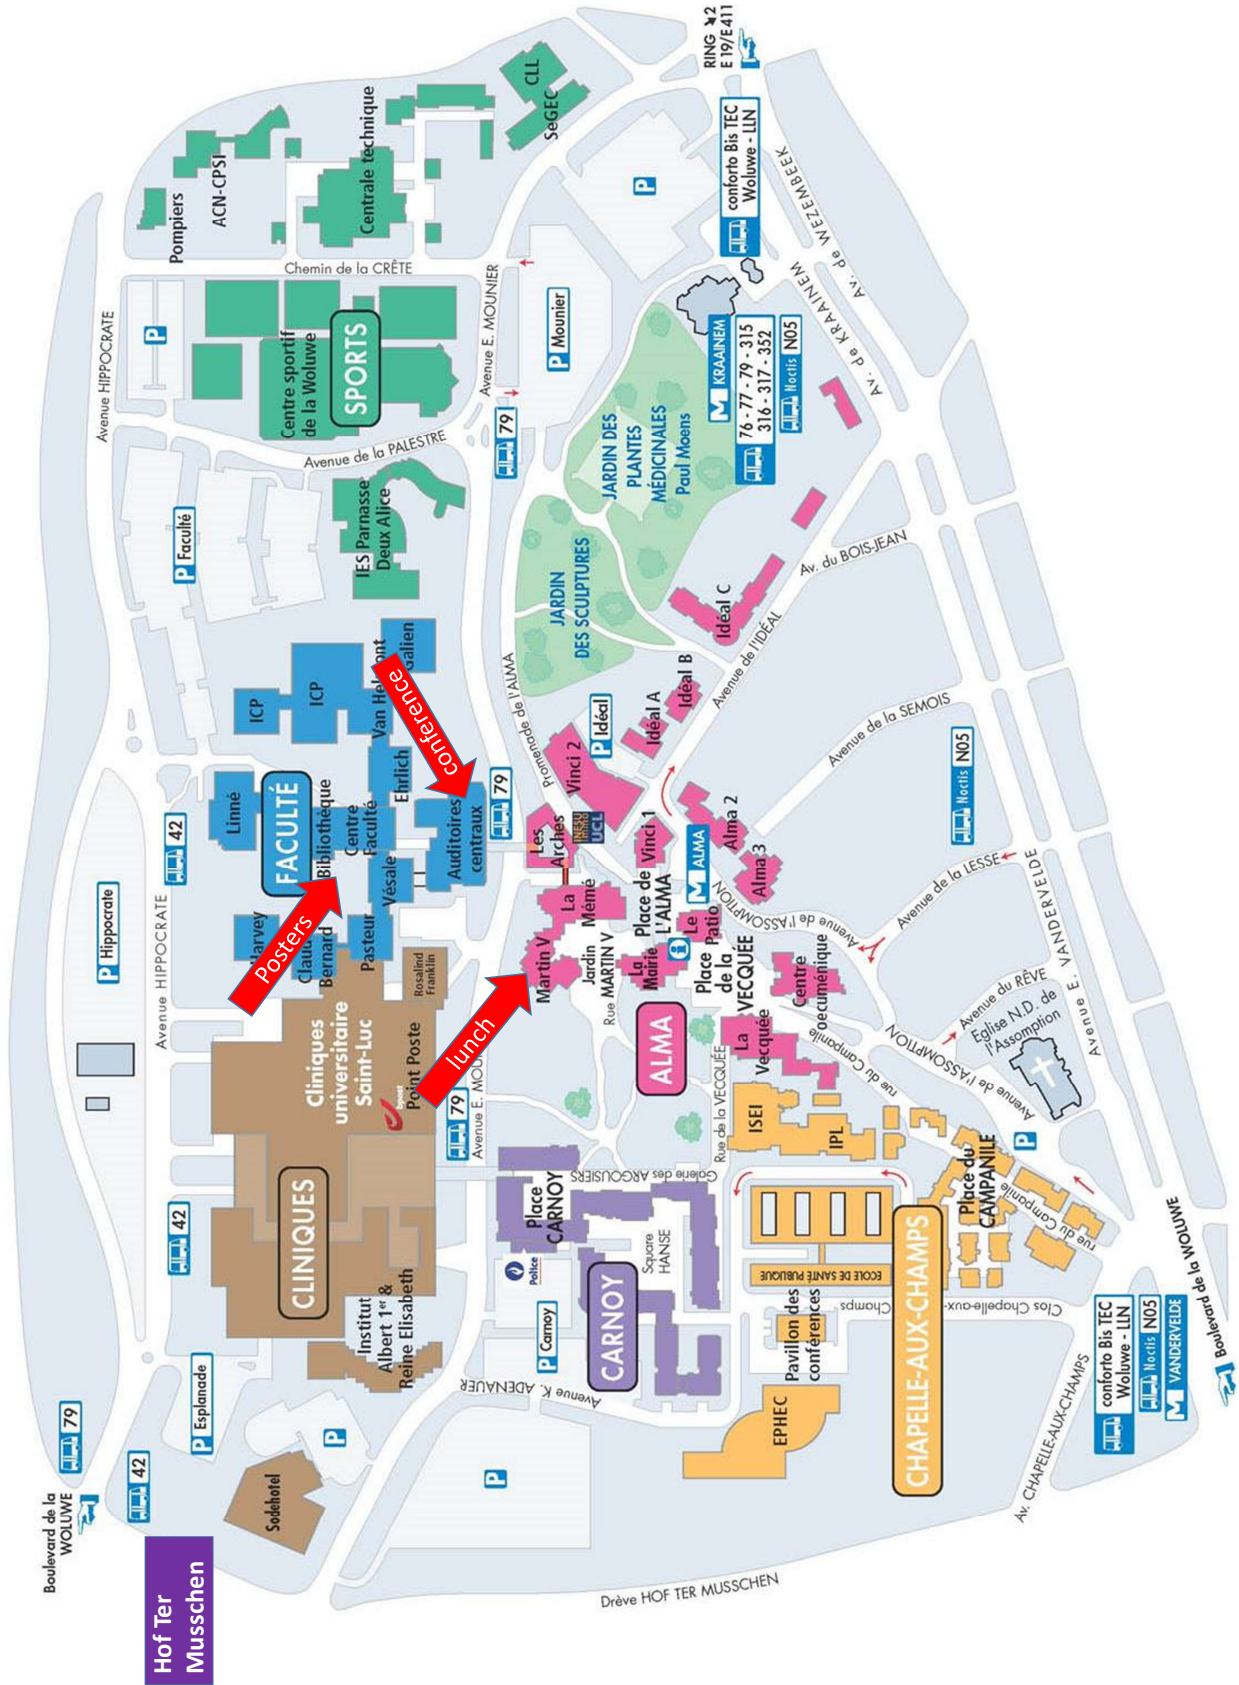 RING 2
E19/E411
conforto Bis TEC
Woluwe - LLN
AV. de WEZEMBEEK
Av. de KRAAINEM
CLL
SeGEC
Centrale technique
ACN-CPSI
Pompiers
P
Chemin de la CRÊTE
Avenue E. MOUNIER
P Mounier
Avenue HIPPOCRATE
P
Centre sportif
de la Woluwe
SPORTS
M KRAAINEM
76 - 77 - 79 - 315
316 - 317 - 352
Noctis N05
JARDIN DES
PLANTES
MÉDICINALES
Paul Moens
79
Avenue de la PALESTRE
P Faculté
IES Parnasse
Deux Alice
JARDIN
DES SCULPTURES
Av. du BOIS-JEAN
Idéal C
Avenue de l'IDÉAL
Idéal B
Idéal A
P Idéal
Promenade de l'ALMA
ICP
ICP
Van Helmont
Galien
conference
Ehrlich
Linné
FACULTÉ
Bibliothèque
Centre
Faculté
Auditoires
centraux
Vésale
79
42
Vinci 2
Les
Arches
UCL
Vinci 1
Alma 2
Alma 3
M ALMA
Place de
L'ALMA
La
Mémé
Avenue de la SEMOIS
Noctis N05
Avenue de la LESSE
Avenue de l'ASSOMPTION
P Hippocrate
Avenue HIPPOCRATE
Harvey
Claude
Bernard
Pasteur
Rosalind
Franklin
Posters
Martin V
Jardin
Rue MARTIN V
La
Mairie
Le
Patio
Place
de la
VECQUÉE
Centre
oecuménique
Avenue E. VANDERVELDE
Avenue du RÊVE
Eglise N.D. de
l'Assomption
Avenue de l'ASSOMPTION
lunch
ALMA
La
Vecquée
rue du Campanile
Cliniques
universitaire
Saint-Luc
bpost
Point Poste
79
Avenue E. MOUNIER
Rue de la VECQUÉE
ISEI
IPL
P
CLINIQUES
42
Galerie des ARGOUSIERS
Place
CARNOY
Square
HANSE
Police
P Carnoy
CARNOY
Place du
CAMPANILE
rue du Campanile
ECOLE DE SANTÉ PUBLIQUE
CHAPELLE-AUX-CHAMPS
Clos Chapelle-aux-Champs
Pavillon des
conférences
EPHEC
Institut
Albert 1er &
Reine Elisabeth
P Esplanade
Avenue K. ADENAUER
P
P
Sodehotel
79
42
Boulevard de la
WOLUWE
Boulevard de la WOLUWE
conforto Bis TEC
Woluwe - LLN
Noctis N05
M VANDERVELDE
Av. CHAPELLE-AUX-CHAMPS
Drève HOF TER MUSSCHEN
Hof Ter
Musschen